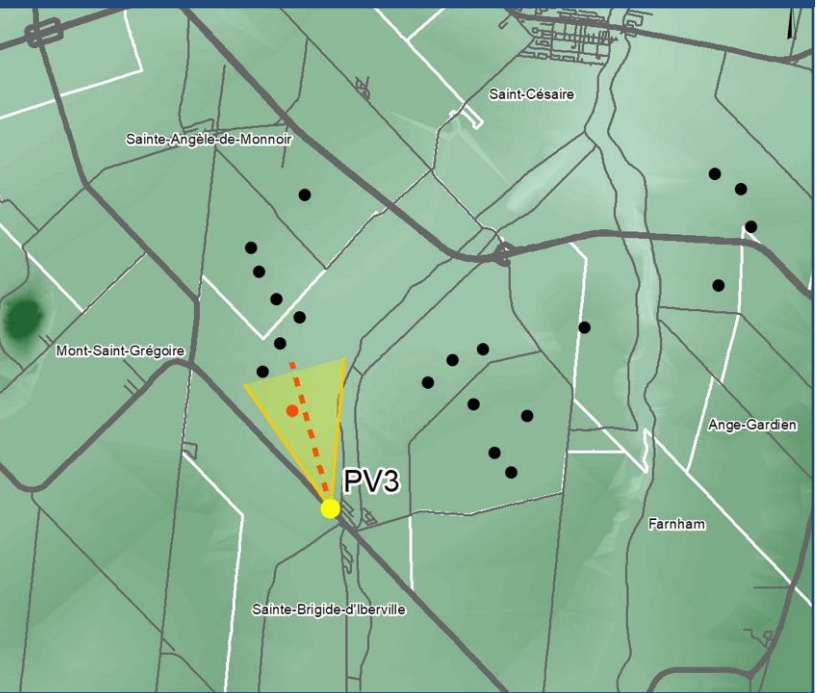 Saint-Césaire
Sainte-Angèle-de-Monnoir
Mont-Saint-Grégoire
Ange-Gardien
PV3
Farnham
Sainte-Brigide-d'Iberville